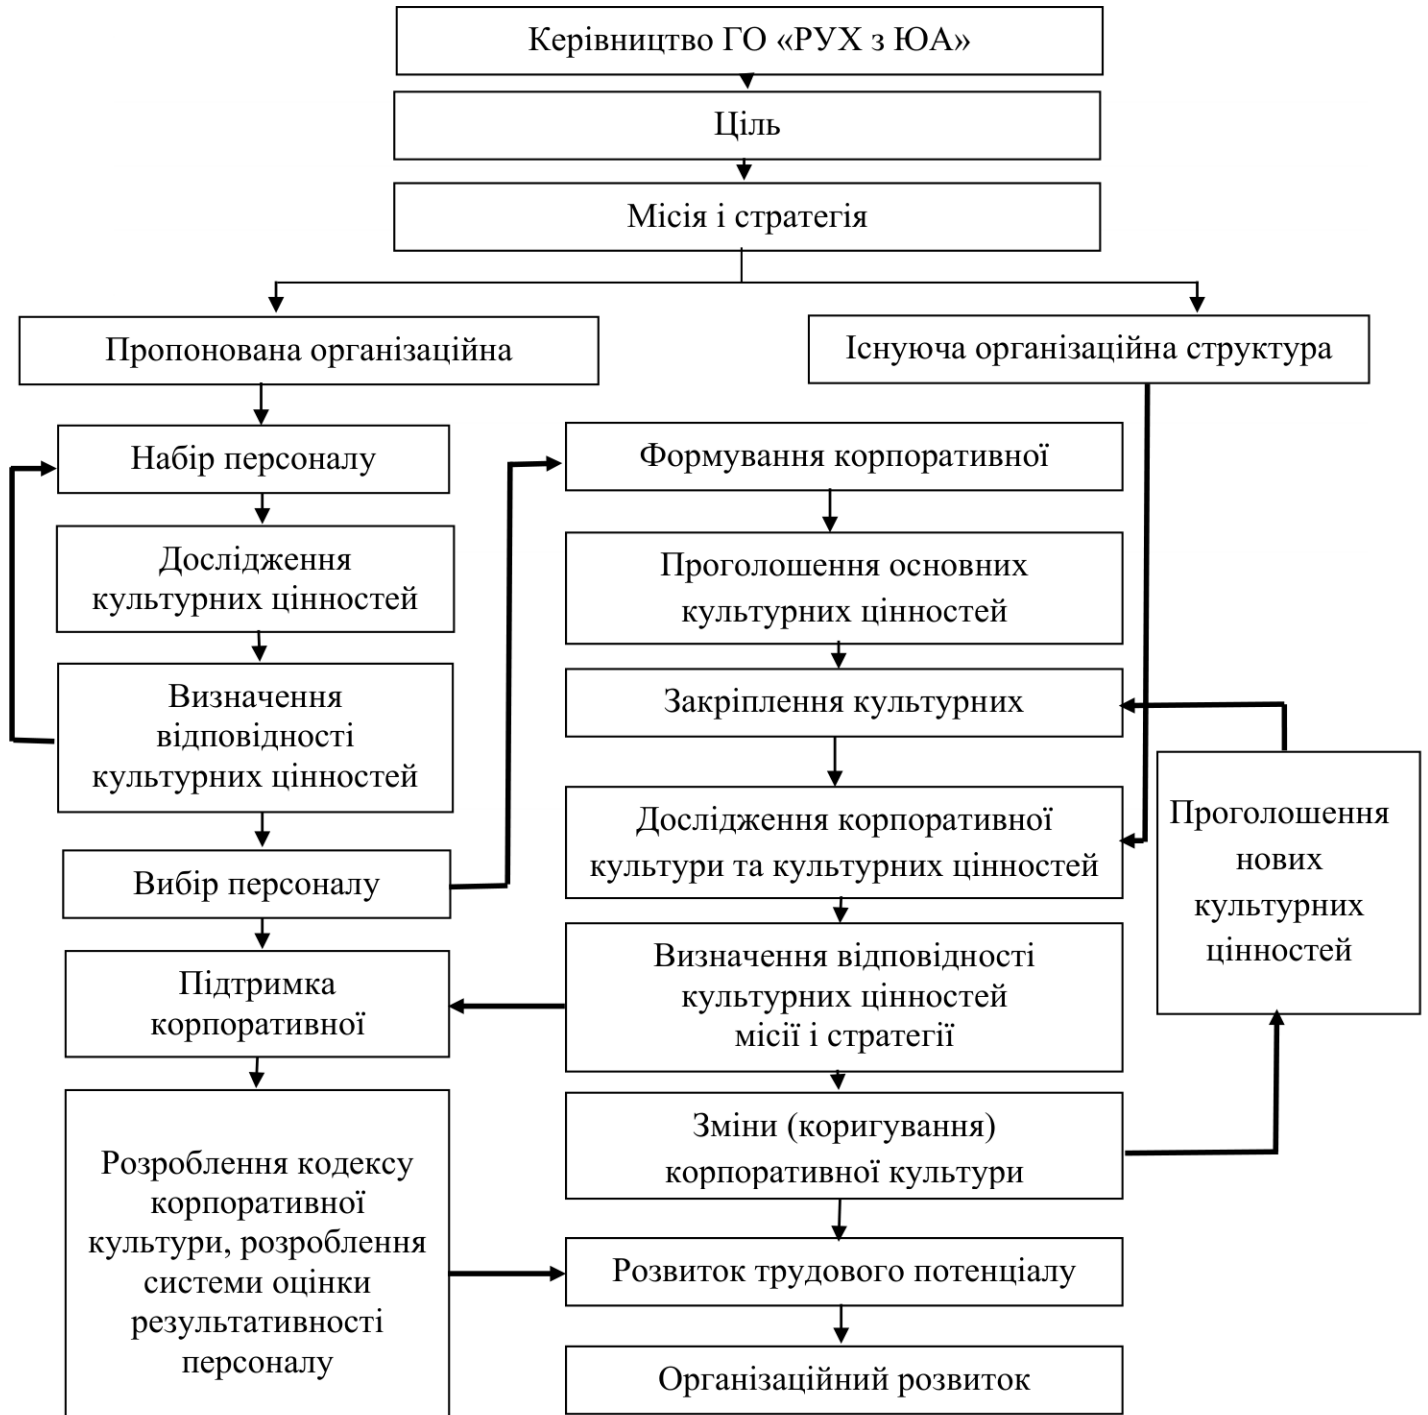 Керівництво ГО «РУХ з ЮА»
Ціль
Місія і стратегія
Пропонована організаційна
Існуюча організаційна структура
Набір персоналу
Дослідження
культурних цінностей
Визначення
відповідності
культурних цінностей
Вибір персоналу
Підтримка
корпоративної
Розроблення кодексу
корпоративної
культури, розроблення
системи оцінки
результативності
персоналу
Формування корпоративної
Проголошення основних
культурних цінностей
Закріплення культурних
Дослідження корпоративної
культури та культурних цінностей
Визначення відповідності
культурних цінностей
місії і стратегії
Зміни (коригування)
корпоративної культури
Розвиток трудового потенціалу
Організаційний розвиток
Проголошення
нових
культурних
цінностей